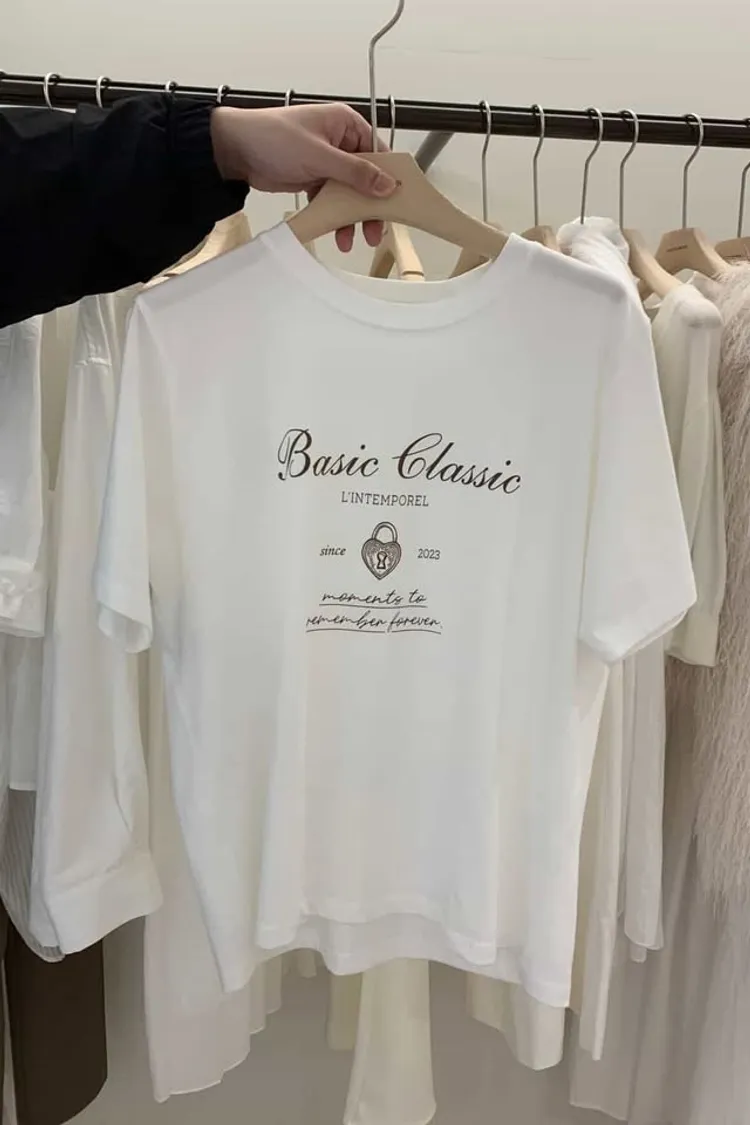 Basic Classic
L'INTEMPOREL
since 2023
moments to
remember forever.